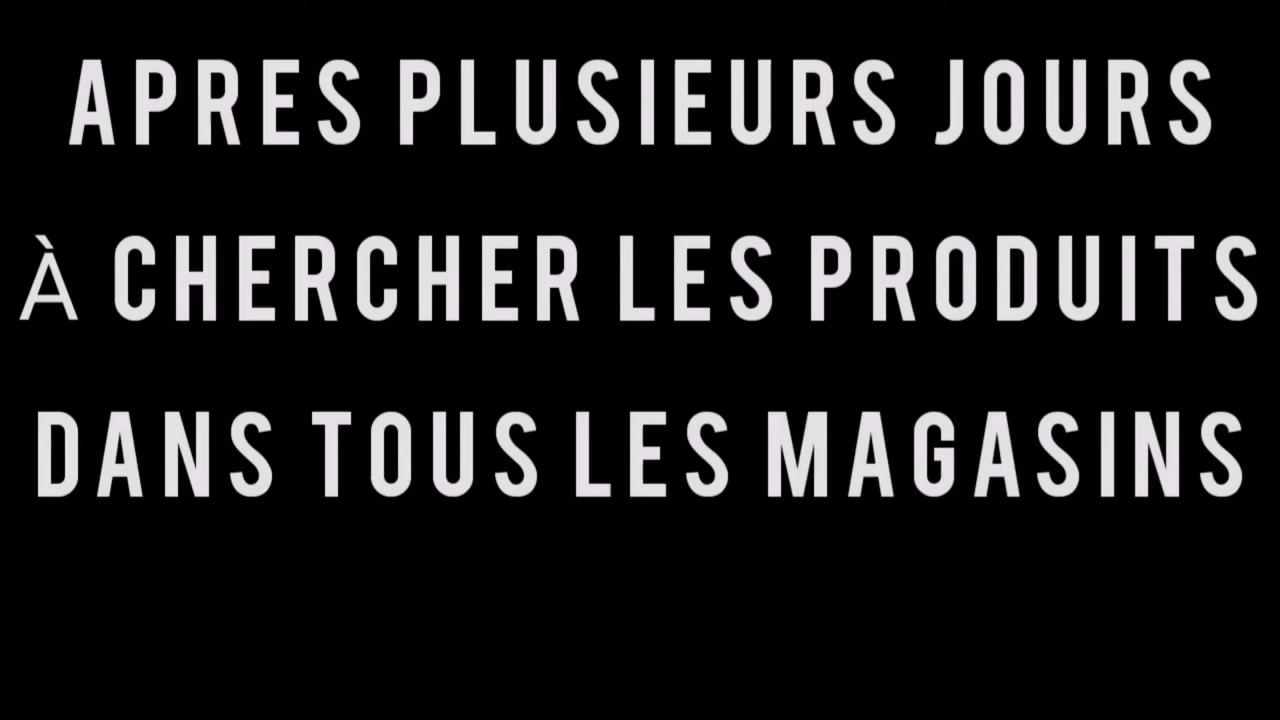 APRES PLUSIEURS JOURS
À CHERCHER LES PRODUITS
DANS TOUS LES MAGASINS